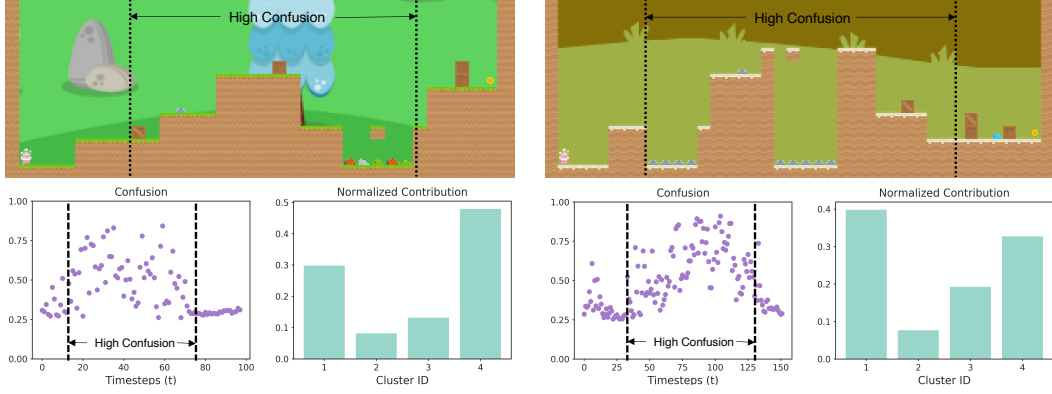 High Confusion
High Confusion
Confusion
1.00
0.75
0.50
0.25
0.00
High Confusion
0 20 40 60 80 100
Timesteps (t)
Normalized Contribution
0.5
0.4
0.3
0.2
0.1
0.0
1 2 3 4
Cluster ID
Confusion
1.00
0.75
0.50
0.25
0.00
High Confusion
0 25 50 75 100 125 150
Timesteps (t)
Normalized Contribution
0.4
0.3
0.2
0.1
0.0
1 2 3 4
Cluster ID